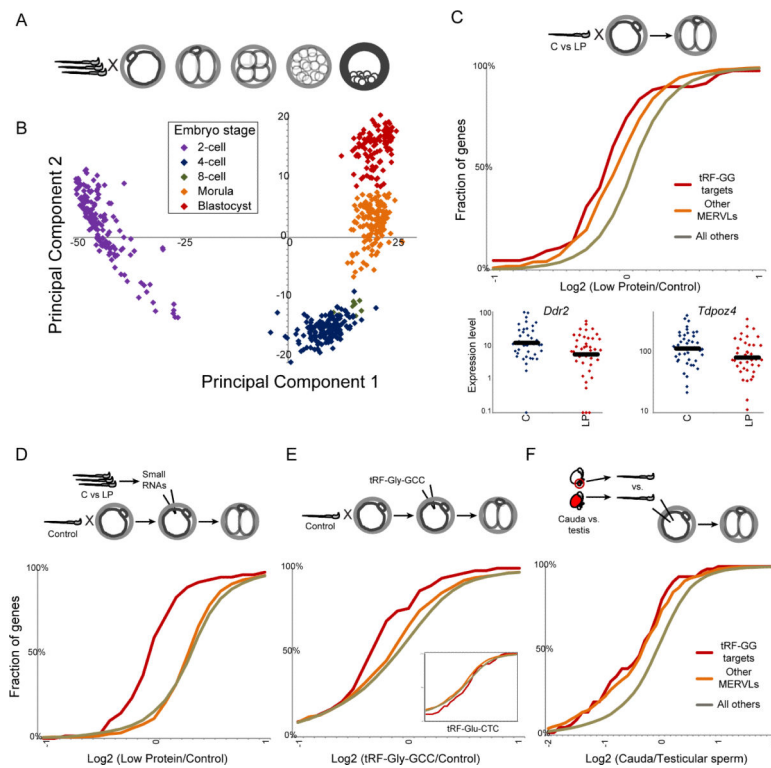 A
X
B
Embryo stage
2-cell
4-cell
8-cell
Morula
Blastocyst
20
10
0
-10
-20
-50
-25
0
25
Principal Component 2
Principal Component 1
C
C vs LP
X
100%
50%
0%
-1
0
1
Fraction of genes
tRF-GG
targets
Other
MERVLs
All others
Log2 (Low Protein/Control)
Ddr2
Expression level
100
10
1
0.1
C
LP
Tdpoz4
100
10
C
LP
D
C vs LP
Small
RNAs
Control
X
100%
50%
0%
-1
0
1
Fraction of genes
Log2 (Low Protein/Control)
E
tRF-Gly-GCC
Control
X
100%
50%
0%
-1
0
1
tRF-Glu-CTC
Log2 (tRF-Gly-GCC/Control)
F
vs.
Cauda vs.
testis
100%
50%
0%
-2
-1
0
1
2
tRF-GG
targets
Other
MERVLs
All others
Log2 (Cauda/Testicular sperm)